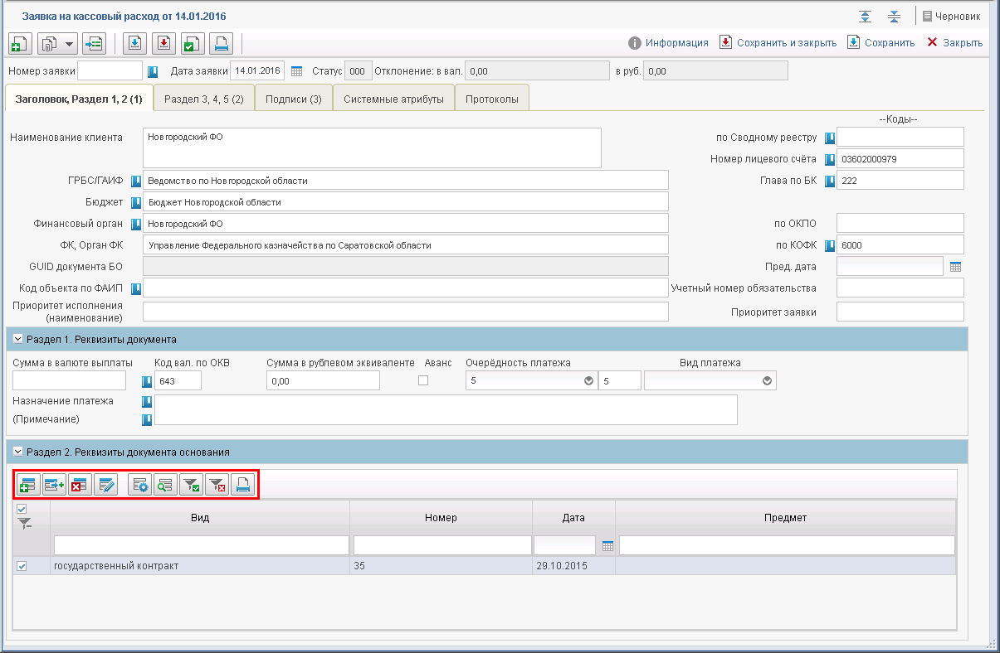 Заявка на кассовый расход от 14.01.2016 Черновик
Информация Сохранить и закрыть Сохранить Закрыть
Номер заявки Дата заявки 14.01.2016 Статус 000 Отклонение: в вал. 0,00 в руб. 0,00
Заголовок, Раздел 1, 2 (1) Раздел 3, 4, 5 (2) Подписи (3) Системные атрибуты Протоколы
--Коды--
Наименование клиента Новгородский ФО по Сводному реестру
Номер лицевого счёта 03602000979
ГРБС/ГАИФ Ведомство по Новгородской области Глава по БК 222
Бюджет Бюджет Новгородской области
Финансовый орган Новгородский ФО по ОКПО
ФК, Орган ФК Управление Федерального казначейства по Саратовской области по КОФК 6000
GUID документа БО Пред. дата
Код объекта по ФАИП Учетный номер обязательства
Приоритет исполнения
(наименование) Приоритет заявки
Раздел 1. Реквизиты документа
Сумма в валюте выплаты Код вал. по ОКВ Сумма в рублевом эквиваленте Аванс Очерёдность платежа Вид платежа
643 0,00 5 5
Назначение платежа
(Примечание)
Раздел 2. Реквизиты документа основания
Вид Номер Дата Предмет
государственный контракт 35 29.10.2015